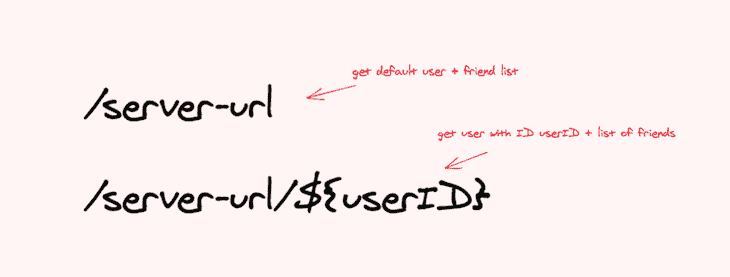 get default user + friend list
/server-url
get user with ID userID + list of friends
/server-url/${userID}